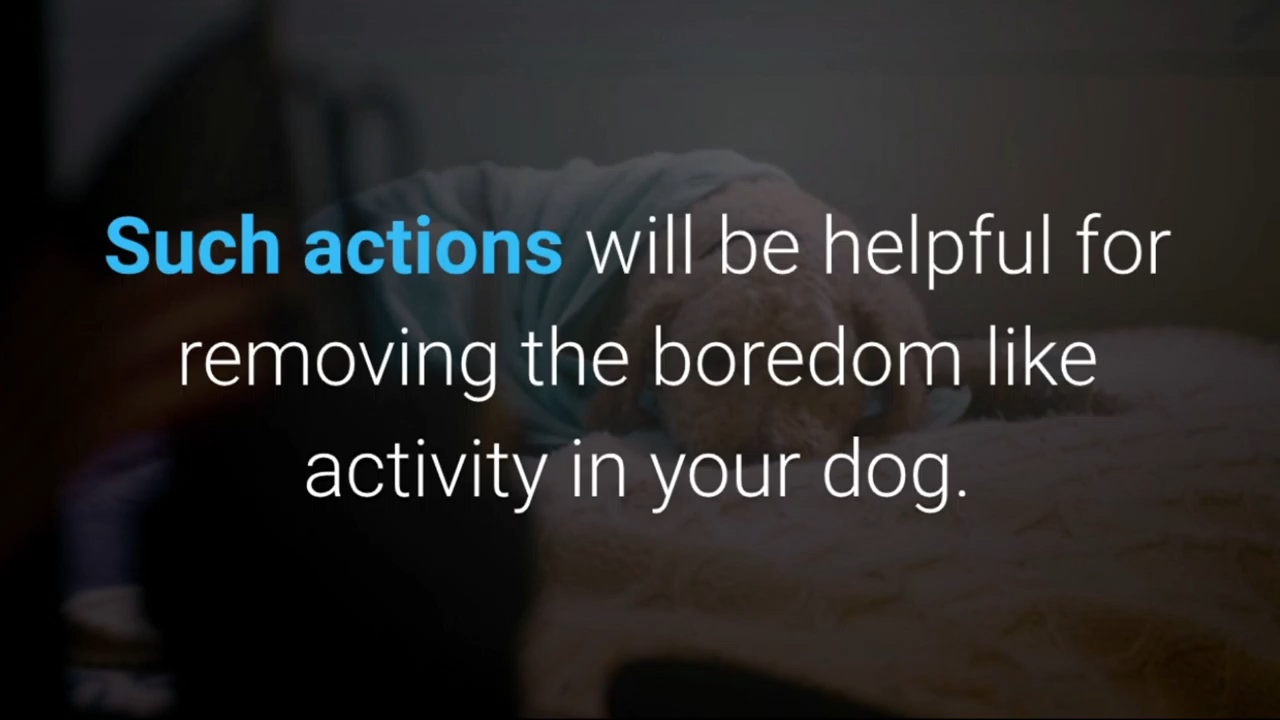 Such actions will be helpful for
removing the boredom like
activity in your dog.